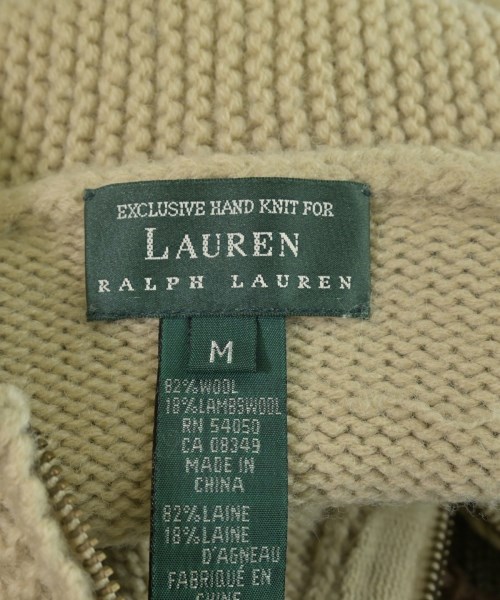 EXCLUSIVE HAND KNIT FOR
LAUREN
RALPH LAUREN
M
82%WOOL
18%LAMBSWOOL
RN 54050
CA 08349
MADE IN
CHINA
82%LAINE
18%LAINE
D'AGNEAU
FABRIQUÉ EN
CHINE